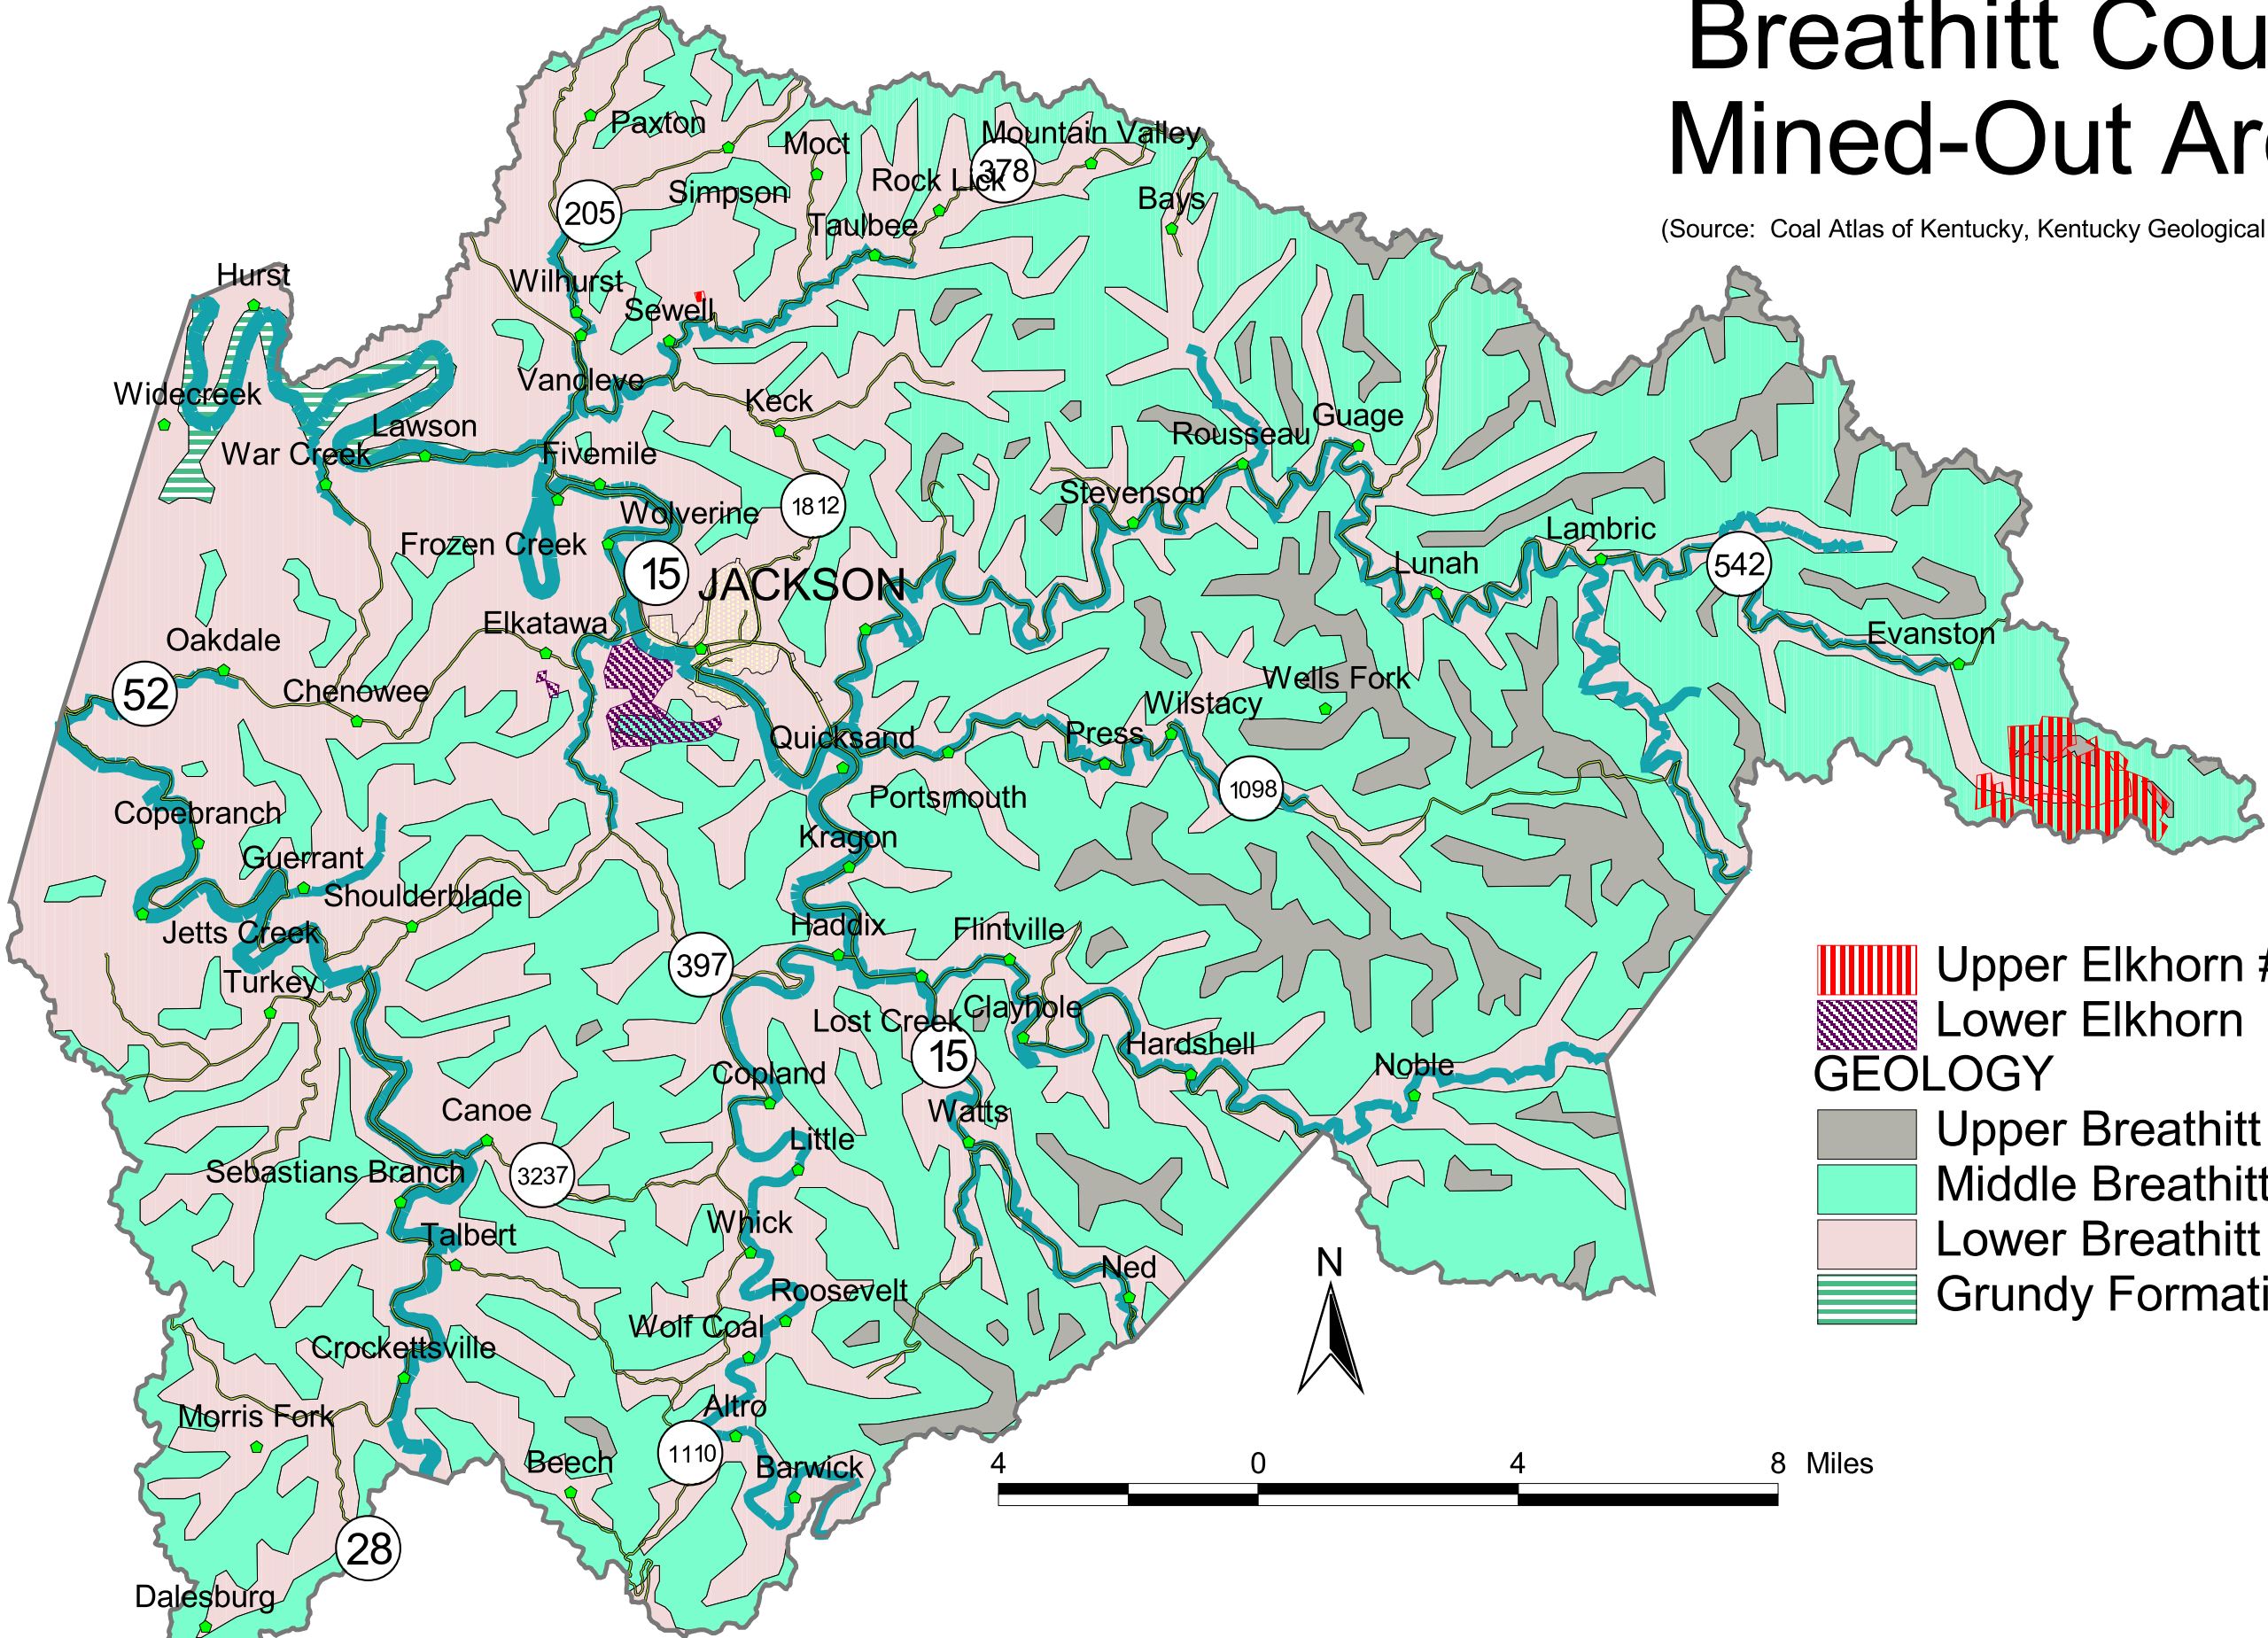 Breathitt Cou
Mined-Out Are
(Source: Coal Atlas of Kentucky, Kentucky Geological
Paxton
Moct
Mountain Valley
378
Rock Lick
Simpson
Bays
205
Taulbee
Hurst
Wilhurst
Sewell
Widecreek
Vancleve
Keck
Guage
Lawson
Rousseau
War Creek
Fivemile
Stevenson
1812
Wolverine
Lambric
Frozen Creek
15
JACKSON
Lunah
542
Elkatawa
Oakdale
Evanston
52
Chenowee
Wells Fork
Wilstacy
Quicksand
Press
1098
Portsmouth
Copebranch
Kragon
Guerrant
Shoulderblade
Haddix
Flintville
Jetts Creek
397
Turkey
Lost Creek
Clayhole
15
Hardshell
Noble
Copland
Canoe
Watts
Little
Sebastians Branch
3237
Whick
Talbert
Ned
Roosevelt
Wolf Coal
Crockettsville
Altro
Morris Fork
1110
Beech
Barwick
28
Dalesburg
Upper Elkhorn #
Lower Elkhorn
GEOLOGY
Upper Breathitt
Middle Breathitt
Lower Breathitt
Grundy Formati
N
4 0 4 8 Miles